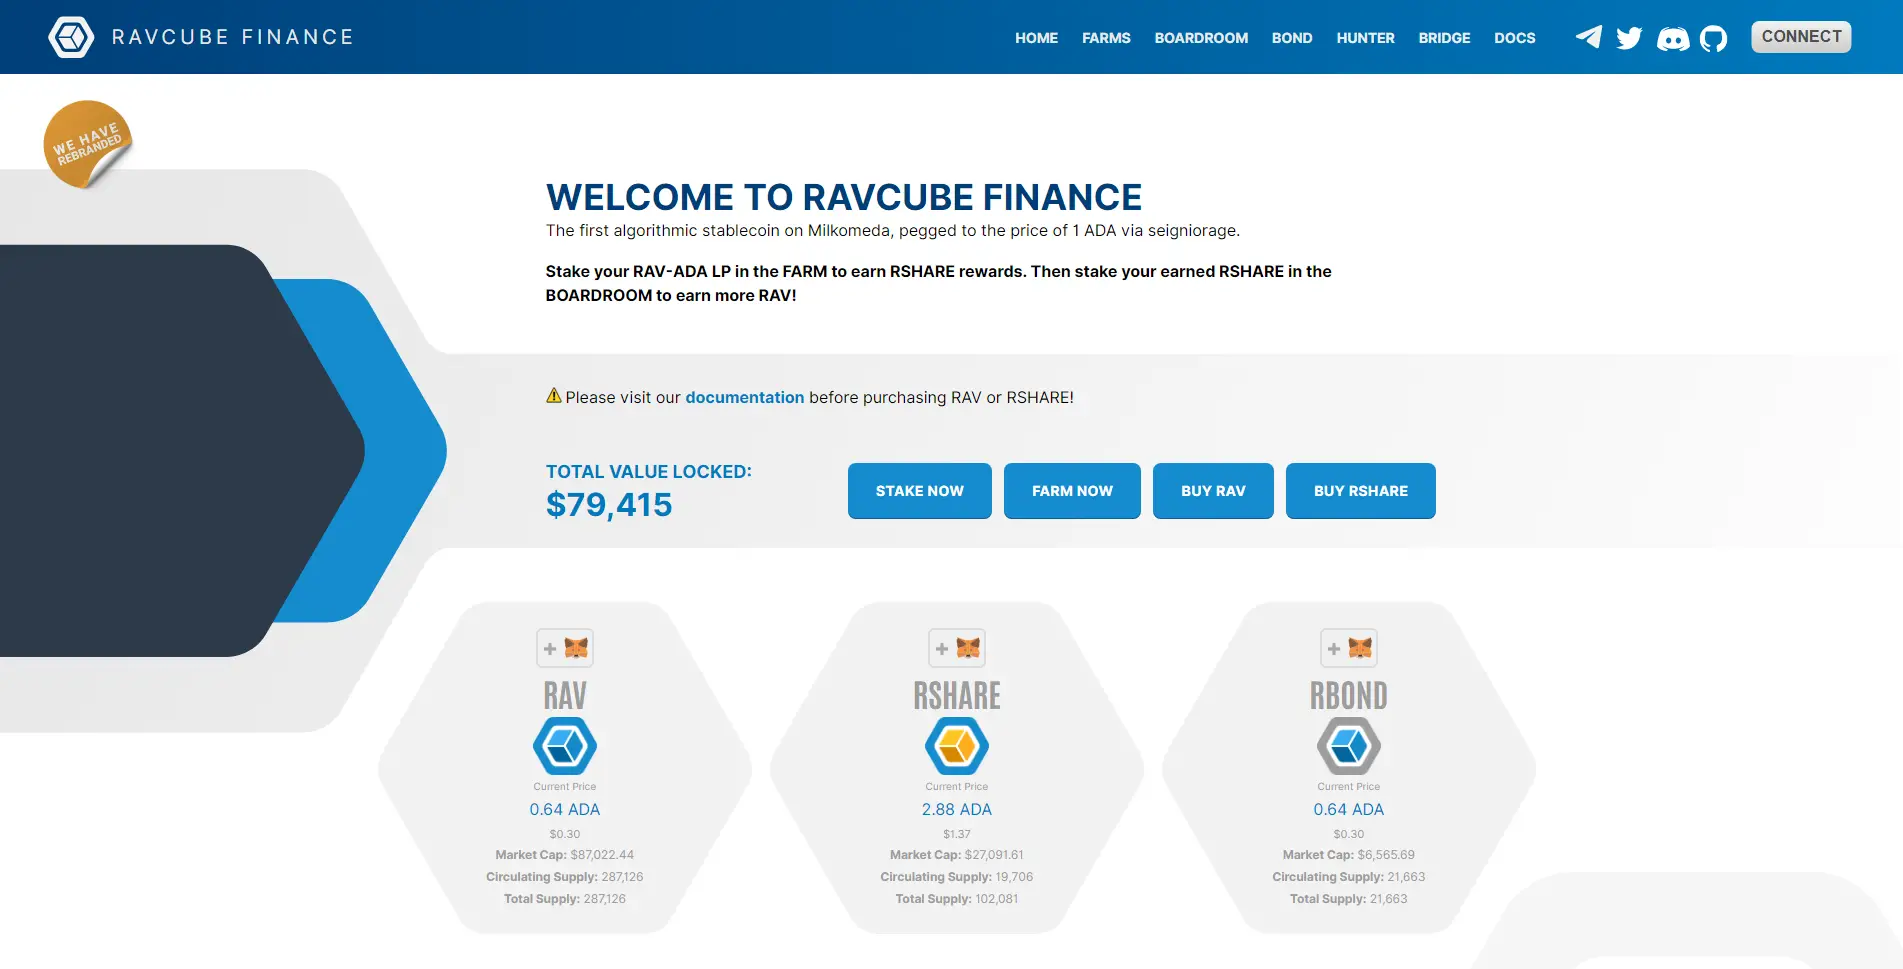 RAVCUBE FINANCE
HOME FARMS BOARDROOM BOND HUNTER BRIDGE DOCS CONNECT
WE HAVE
REBRANDED
WELCOME TO RAVCUBE FINANCE
The first algorithmic stablecoin on Milkomeda, pegged to the price of 1 ADA via seigniorage.
Stake your RAV-ADA LP in the FARM to earn RSHARE rewards. Then stake your earned RSHARE in the
BOARDROOM to earn more RAV!
Please visit our documentation before purchasing RAV or RSHARE!
TOTAL VALUE LOCKED:
$79,415
STAKE NOW FARM NOW BUY RAV BUY RSHARE
+
RAV
Current Price
0.64 ADA
$0.30
Market Cap: $87,022.44
Circulating Supply: 287,126
Total Supply: 287,126
+
RSHARE
Current Price
2.88 ADA
$1.37
Market Cap: $27,091.61
Circulating Supply: 19,706
Total Supply: 102,081
+
RBOND
Current Price
0.64 ADA
$0.30
Market Cap: $6,565.69
Circulating Supply: 21,663
Total Supply: 21,663